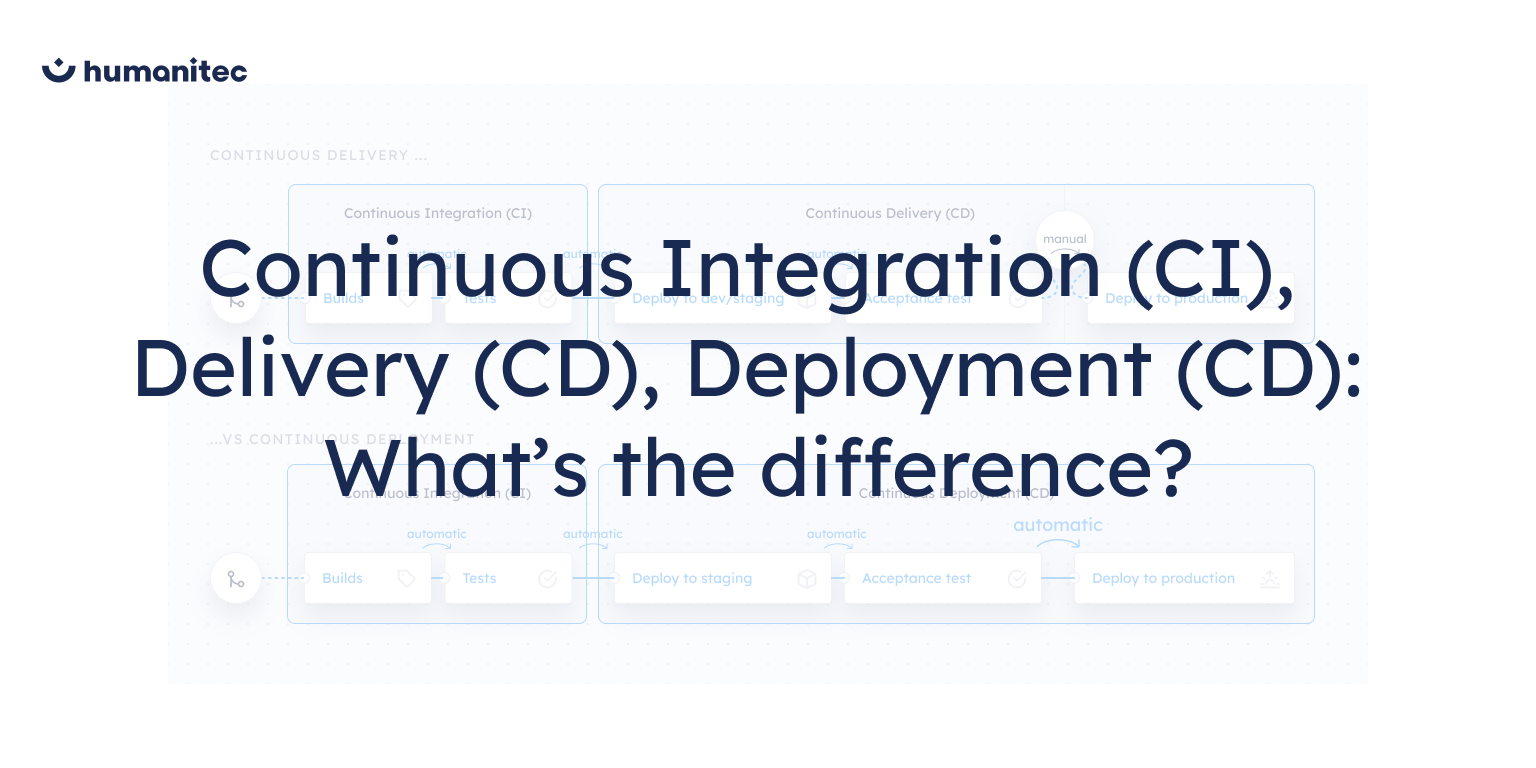 humanitec
CONTINUOUS DELIVERY ...
Continuous Integration (CI)
Continuous Delivery (CD)
manual
automatic
automatic
automatic
Continuous Integration (CI),
Builds
Tests
Deploy to dev/staging
Acceptance test
Deploy to production
Delivery (CD), Deployment (CD):
...VS CONTINUOUS DEPLOYMENT
What’s the difference?
Continuous Integration (CI)
Continuous Deployment (CD)
automatic
automatic
automatic
automatic
Builds
Tests
Deploy to staging
Acceptance test
Deploy to production